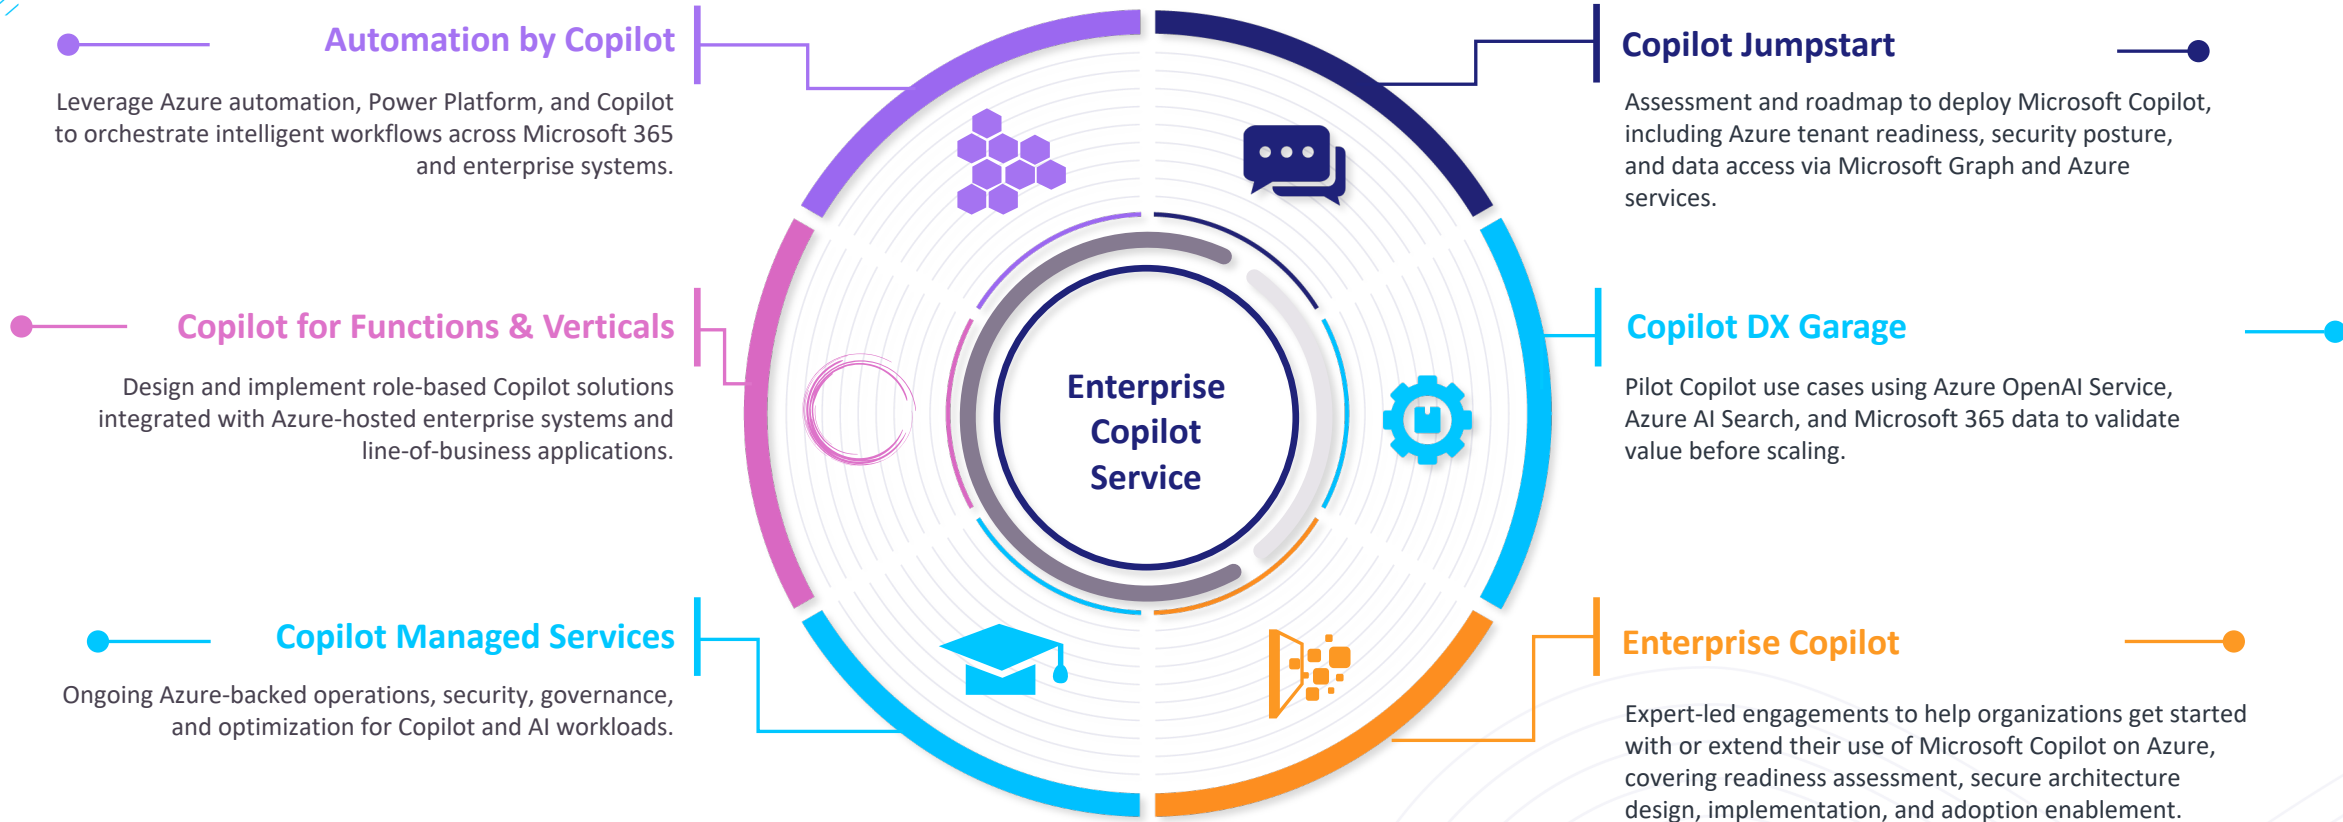 Automation by Copilot
Leverage Azure automation, Power Platform, and Copilot
to orchestrate intelligent workflows across Microsoft 365
and enterprise systems.
Copilot for Functions & Verticals
Design and implement role-based Copilot solutions
integrated with Azure-hosted enterprise systems and
line-of-business applications.
Copilot Managed Services
Ongoing Azure-backed operations, security, governance,
and optimization for Copilot and AI workloads.
Enterprise
Copilot
Service
Copilot Jumpstart
Assessment and roadmap to deploy Microsoft Copilot,
including Azure tenant readiness, security posture,
and data access via Microsoft Graph and Azure
services.
Copilot DX Garage
Pilot Copilot use cases using Azure OpenAI Service,
Azure AI Search, and Microsoft 365 data to validate
value before scaling.
Enterprise Copilot
Expert-led engagements to help organizations get started
with or extend their use of Microsoft Copilot on Azure,
covering readiness assessment, secure architecture
design, implementation, and adoption enablement.